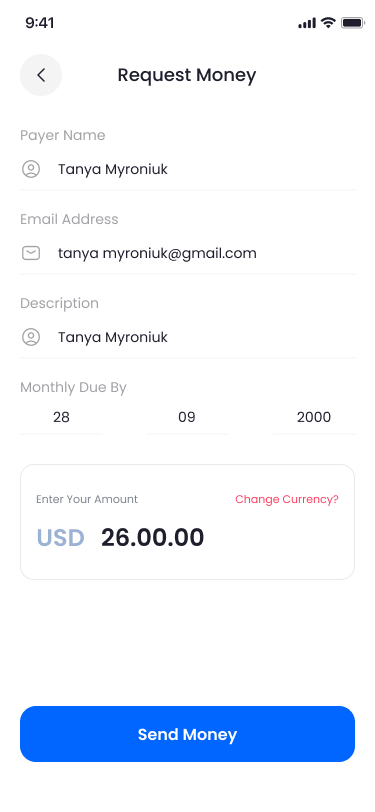 9:41
Request Money
Payer Name
Tanya Myroniuk
Email Address
tanya myroniuk@gmail.com
Description
Tanya Myroniuk
Monthly Due By
28 09 2000
Enter Your Amount Change Currency?
USD 26.00.00
Send Money